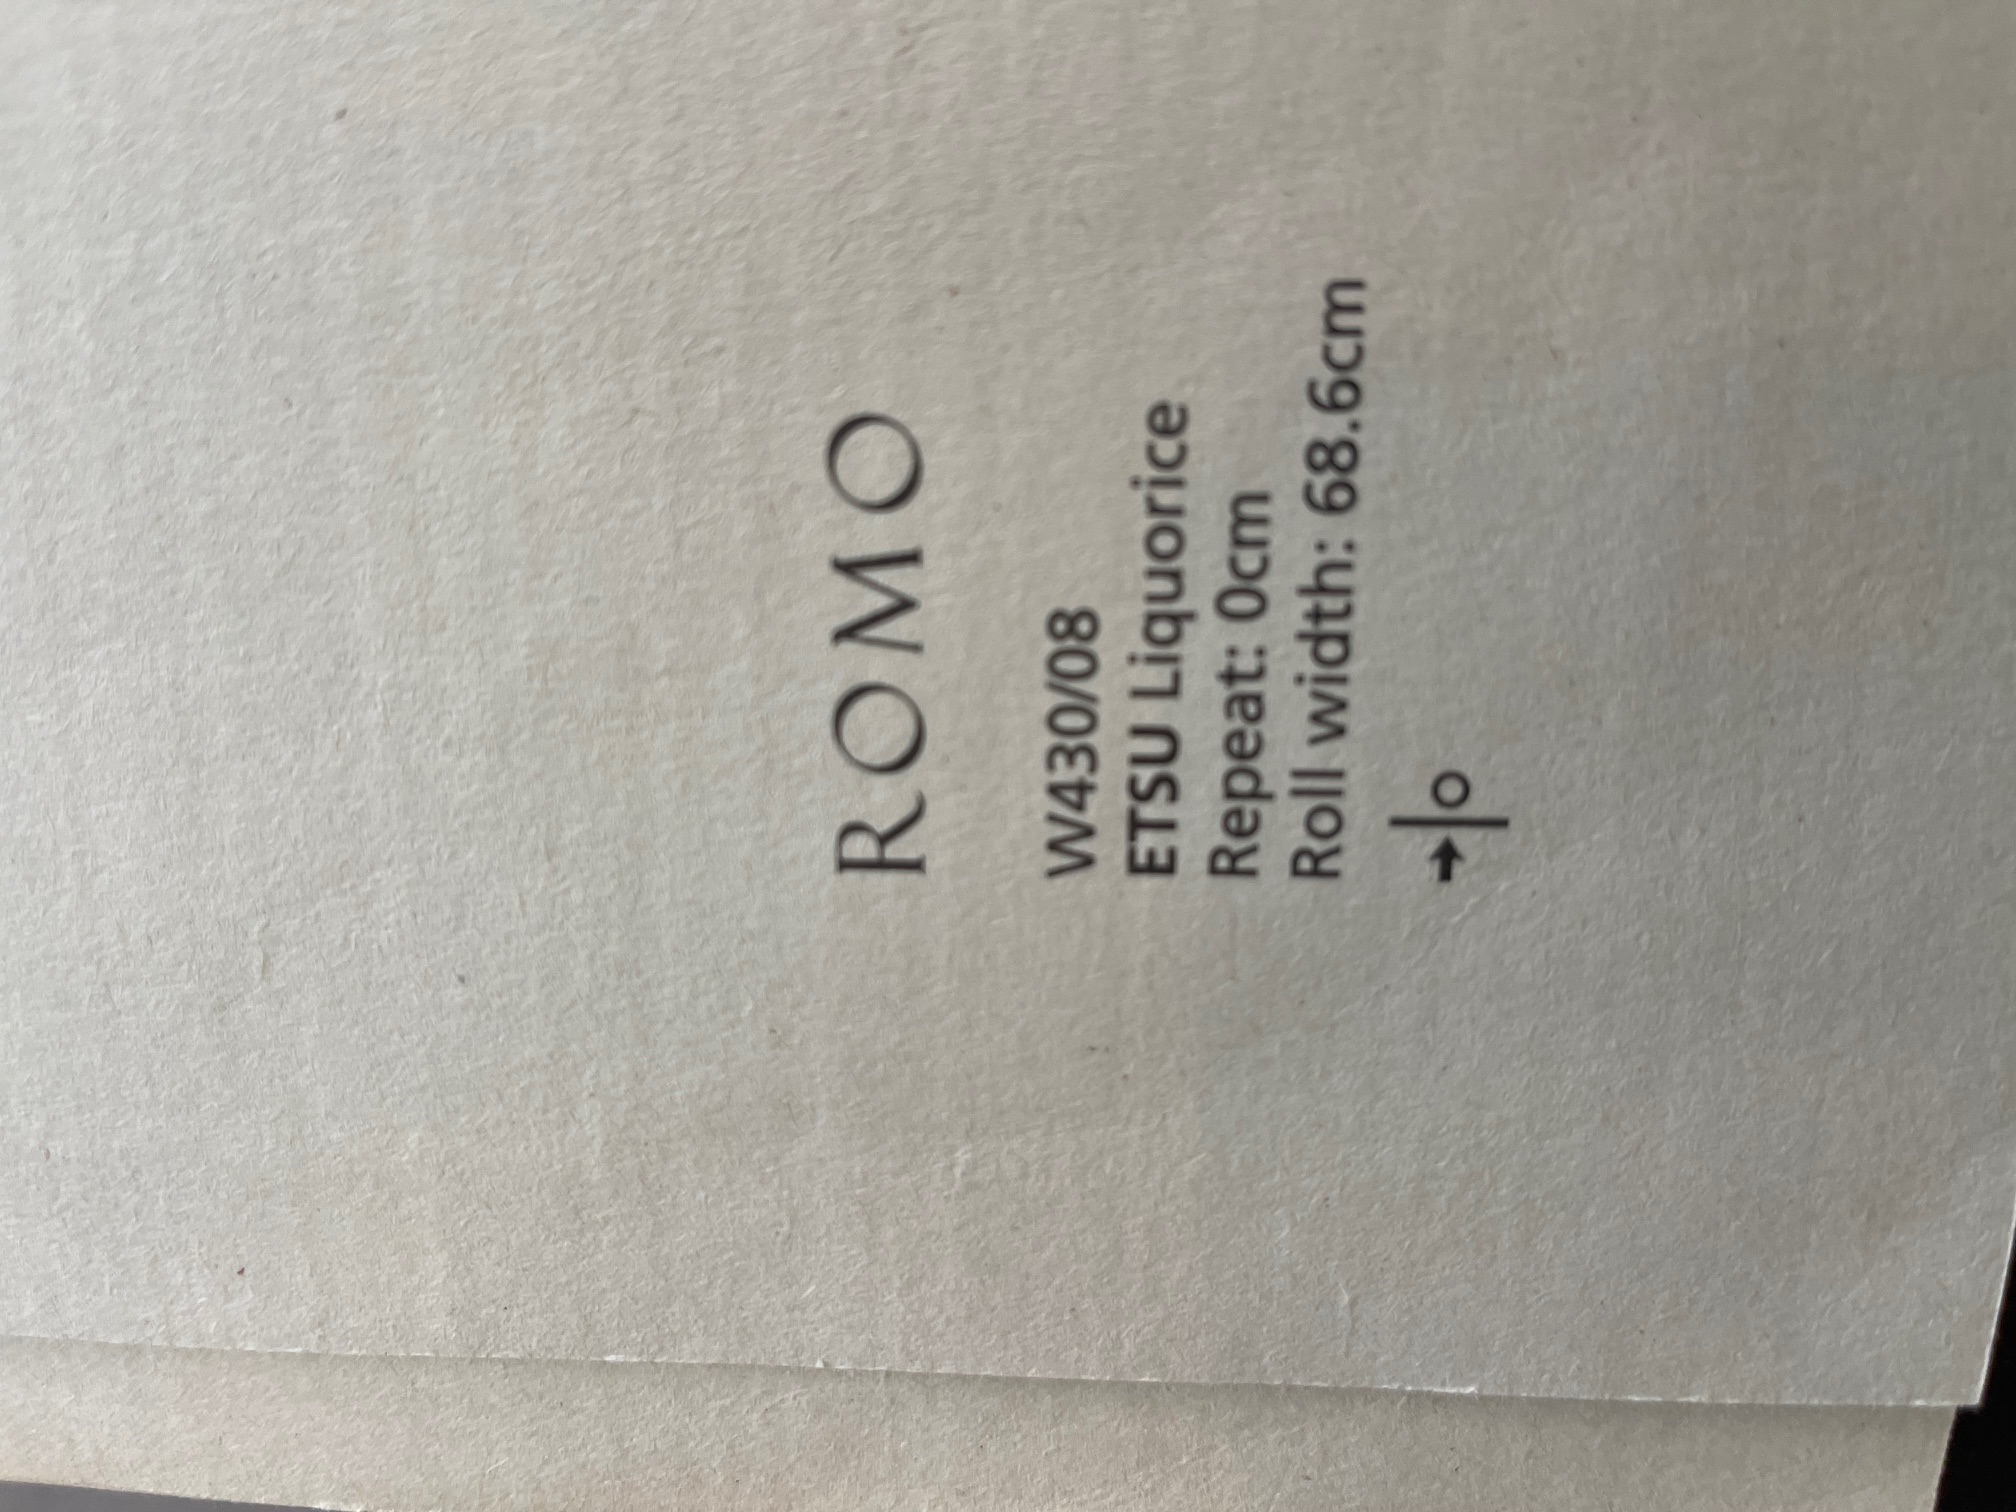 ROMO
W430/08
ETSU Liquorice
Repeat: 0cm
Roll width: 68.6cm
→|o